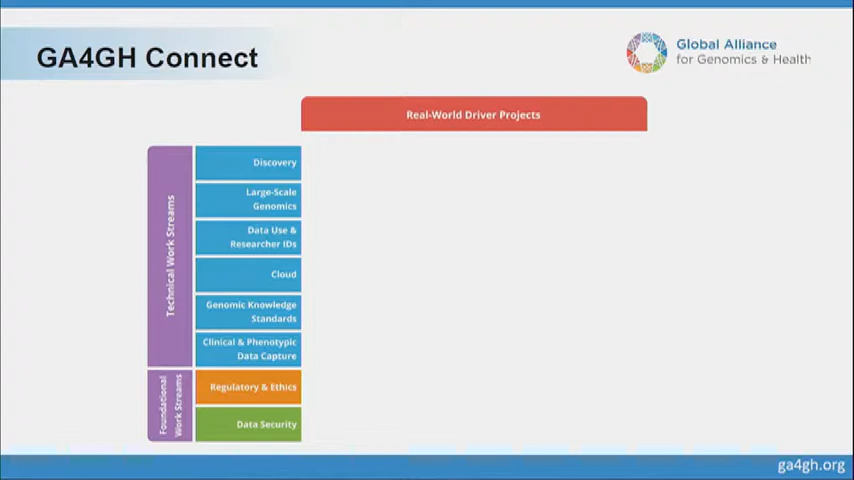 GA4GH Connect
Global Alliance
for Genomics & Health
Real-World Driver Projects
Technical Work Streams
Discovery
Large-Scale
Genomics
Data Use &
Researcher IDs
Cloud
Genomic Knowledge
Standards
Clinical & Phenotypic
Data Capture
Foundational
Work Streams
Regulatory & Ethics
Data Security
ga4gh.org